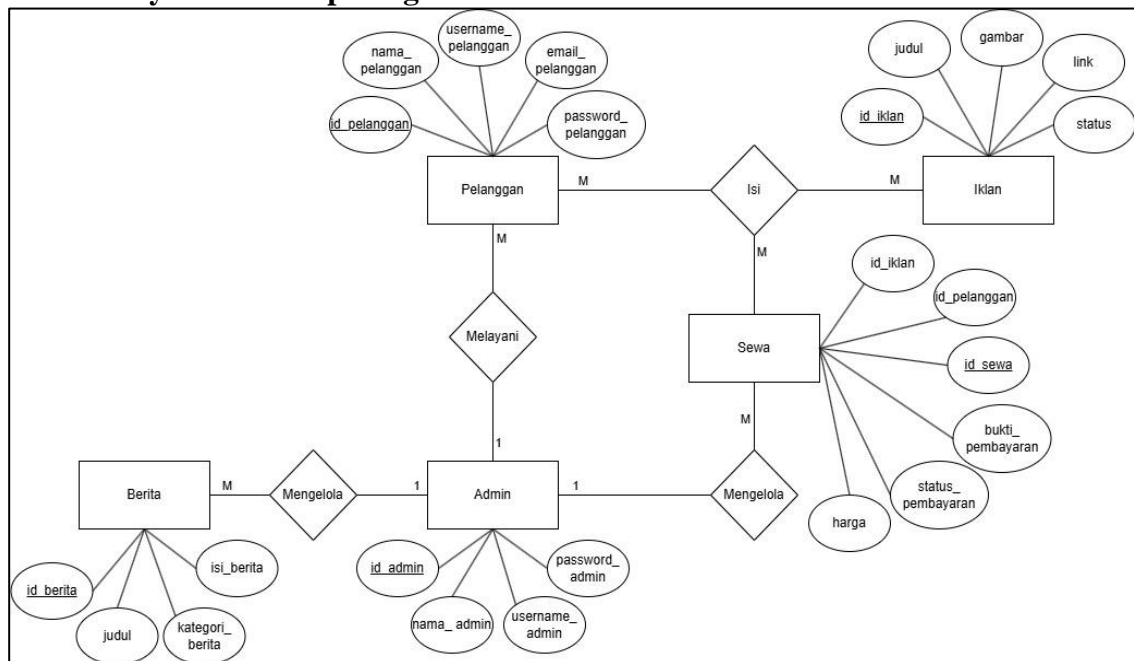 username_
pelanggan
nama_
pelanggan
email_
pelanggan
id_pelanggan
password_
pelanggan
judul
gambar
link
id_iklan
status
Pelanggan
M
Isi
M
Iklan
M
M
id_iklan
id_pelanggan
Melayani
Sewa
id_sewa
M
bukti_
pembayaran
1
Berita
M
Mengelola
1
Admin
1
Mengelola
status_
pembayaran
harga
id_berita
isi_berita
judul
kategori_
berita
id_admin
password_
admin
nama_ admin
username_
admin